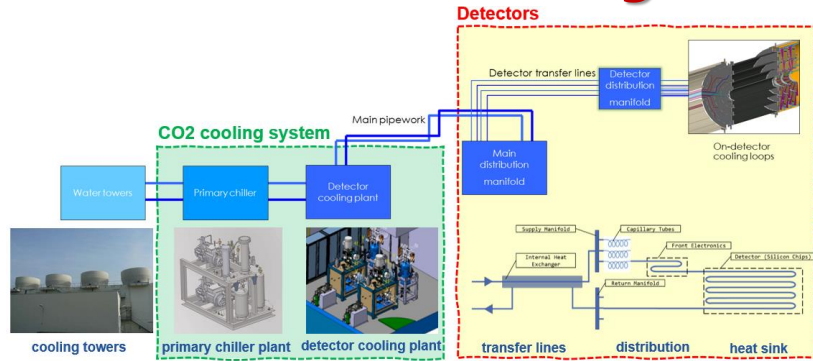 Detectors
Detector transfer lines
Detector
distribution
manifold
Main pipework
CO2 cooling system
On-detector
cooling loops
Water towers
Primary chiller
Detector
cooling plant
Main
distribution
manifold
Supply Manifold
Capillary Tubes
Front Electronics
Internal Heat
Exchanger
Detector (Silicon Chips)
Return Manifold
cooling towers
primary chiller plant
detector cooling plant
transfer lines
distribution
heat sink